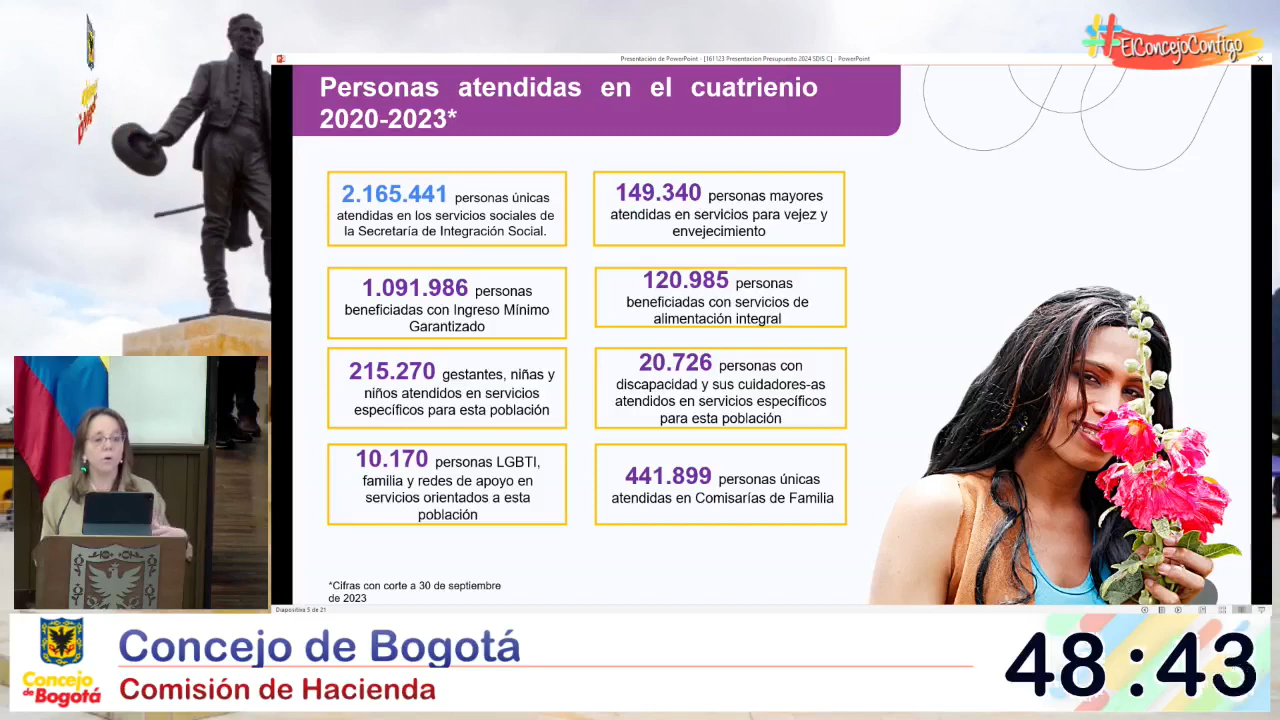 #ElConcejoContigo
Presentación de PowerPoint - [161123 Presentacion Presupuesto 2024 SDIS C] - PowerPoint
Personas atendidas en el cuatrienio
2020-2023*
2.165.441 personas únicas
atendidas en los servicios sociales de
la Secretaría de Integración Social.
149.340 personas mayores
atendidas en servicios para vejez y
envejecimiento
1.091.986 personas
beneficiadas con Ingreso Mínimo
Garantizado
120.985 personas
beneficiadas con servicios de
alimentación integral
215.270 gestantes, niñas y
niños atendidos en servicios
específicos para esta población
20.726 personas con
discapacidad y sus cuidadores-as
atendidos en servicios específicos
para esta población
10.170 personas LGBTI,
familia y redes de apoyo en
servicios orientados a esta
población
441.899 personas únicas
atendidas en Comisarías de Familia
*Cifras con corte a 30 de septiembre
de 2023
Diapositiva 5 de 21
Concejo
de Bogotá
Concejo de Bogotá
Comisión de Hacienda
48:43